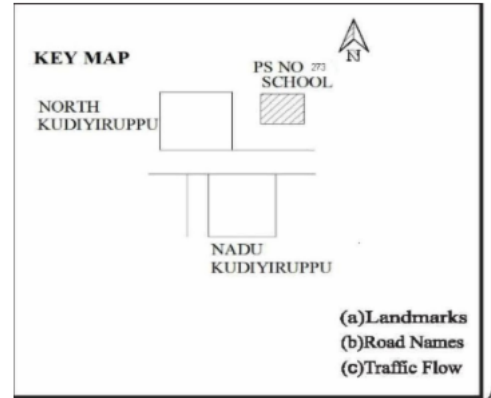 KEY MAP
N
PS NO 273
SCHOOL
NORTH
KUDIYIRUPPU
NADU
KUDIYIRUPPU
(a)Landmarks
(b)Road Names
(c)Traffic Flow